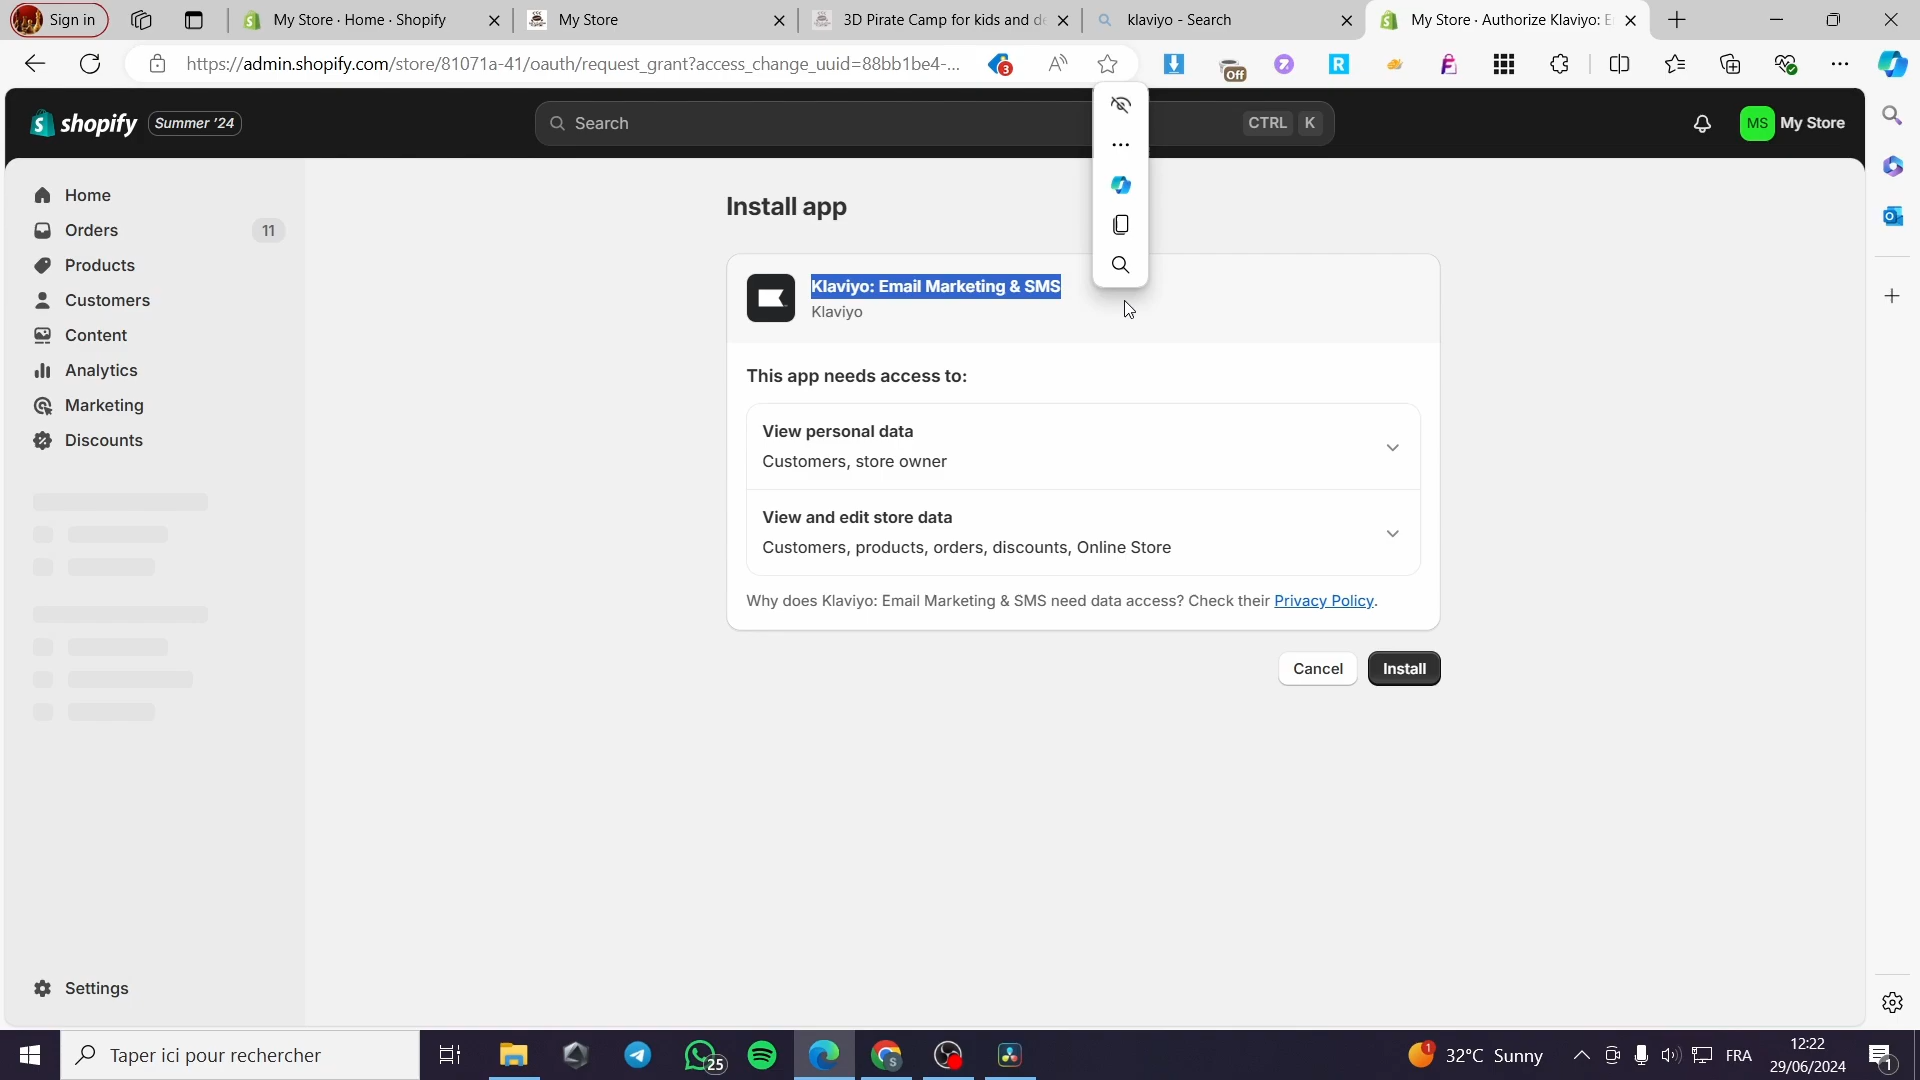 Sign in
My Store · Home · Shopify
My Store
3D Pirate Camp for kids and de
klaviyo - Search
My Store · Authorize Klaviyo: E
https://admin.shopify.com/store/81071a-41/oauth/request_grant?access_change_uuid=88bb1be4-...
3
Off
shopify
Summer '24
Search
CTRL K
MS My Store
Home
Orders 11
Products
Customers
Content
Analytics
Marketing
Discounts
Settings
Install app
Klaviyo: Email Marketing & SMS
Klaviyo
This app needs access to:
View personal data
Customers, store owner
View and edit store data
Customers, products, orders, discounts, Online Store
Why does Klaviyo: Email Marketing & SMS need data access? Check their Privacy Policy.
Cancel
Install
Taper ici pour rechercher
25
1
32°C Sunny
FRA
12:22
29/06/2024
1